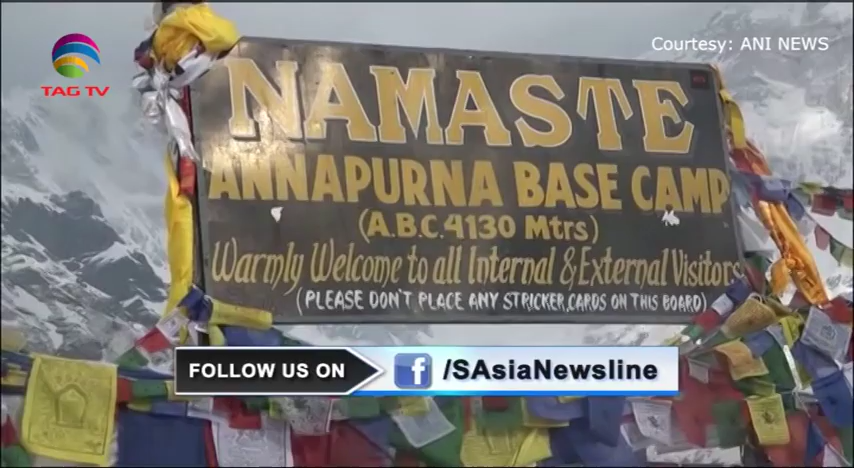 TAG TV
Courtesy: ANI NEWS
NAMASTE
ANNAPURNA BASE CAMP
(A.B.C.4130 Mtrs)
Warmly Welcome to all Internal & External Visitors
(PLEASE DON'T PLACE ANY STRICKER,CARDS ON THIS BOARD)
FOLLOW US ON
f /SAsiaNewsline